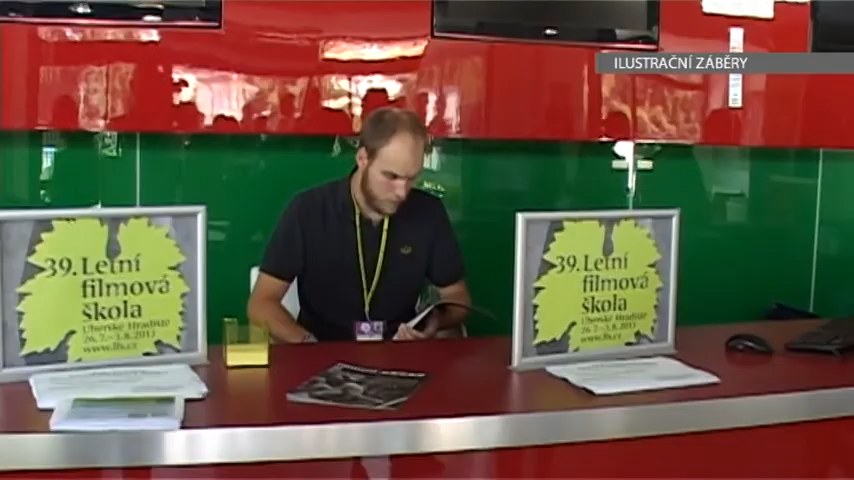 ILUSTRAČNÍ ZÁBĚRY
39. Letní
filmová
škola
Uherské Hradiště
26.7.-3.8.2013
www.lfs.cz
39. Letní
filmová
škola
Uherské Hradiště
26.7.-3.8.2013
www.lfs.cz